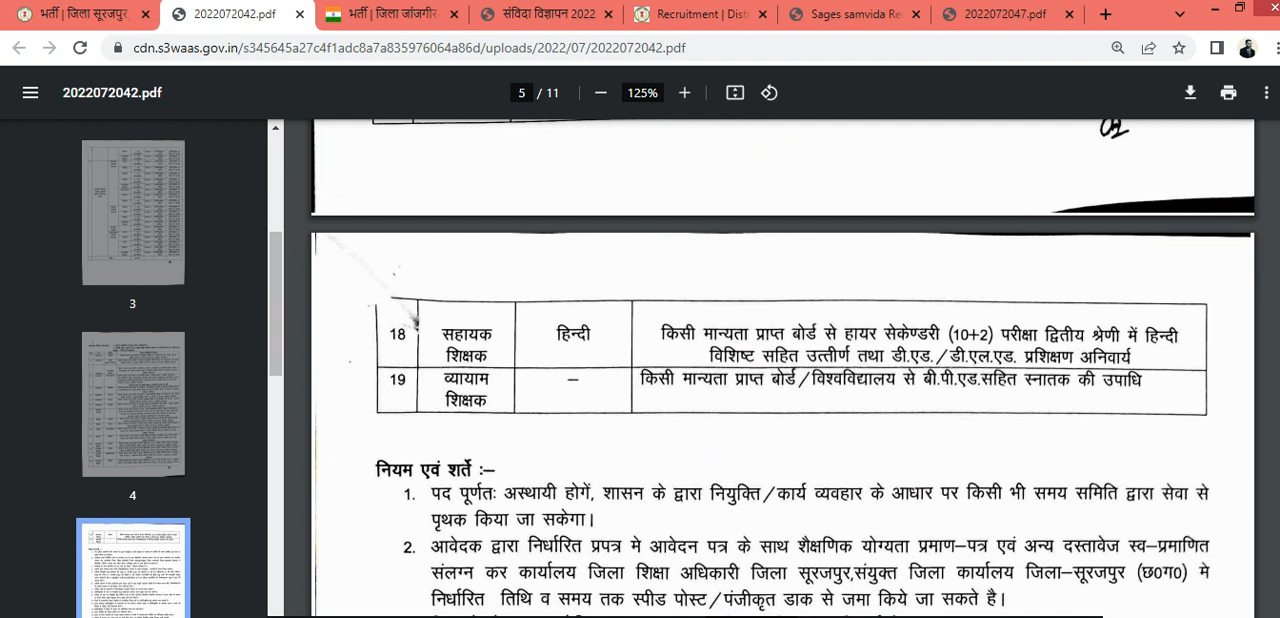 भर्ती | जिला सूरजपुर,
2022072042.pdf
भर्ती | जिला जांजगीर
संविदा विज्ञापन 2022
Recruitment | Dist
Sages samvida Re
2022072047.pdf
cdn.s3waas.gov.in/s345645a27c4f1adc8a7a835976064a86d/uploads/2022/07/2022072042.pdf
2022072042.pdf
5 / 11
125%
3
4
18 सहायक शिक्षक हिन्दी किसी मान्यता प्राप्त बोर्ड से हायर सेकेण्डरी (10+2) परीक्षा द्वितीय श्रेणी में हिन्दी
विशिष्ट सहित उत्तीर्ण तथा डी.एड./डी.एल.एड. प्रशिक्षण अनिवार्य
19 व्यायाम शिक्षक – किसी मान्यता प्राप्त बोर्ड/विश्वविद्यालय से बी.पी.एड.सहित स्नातक की उपाधि
नियम एवं शर्ते :–
1. पद पूर्णतः अस्थायी होगें, शासन के द्वारा नियुक्ति/कार्य व्यवहार के आधार पर किसी भी समय समिति द्वारा सेवा से
पृथक किया जा सकेगा।
2. आवेदक द्वारा निर्धारित प्रपत्र मे आवेदन पत्र के साथ शैक्षणिक योग्यता प्रमाण–पत्र एवं अन्य दस्तावेज स्व–प्रमाणित
संलग्न कर कार्यालय जिला शिक्षा अधिकारी जिला सूरजपुर,संयुक्त जिला कार्यालय जिला–सूरजपुर (छ0ग0) मे
निर्धारित तिथि व समय तक स्पीड पोस्ट/पंजीकृत डाक से जमा किये जा सकते है।